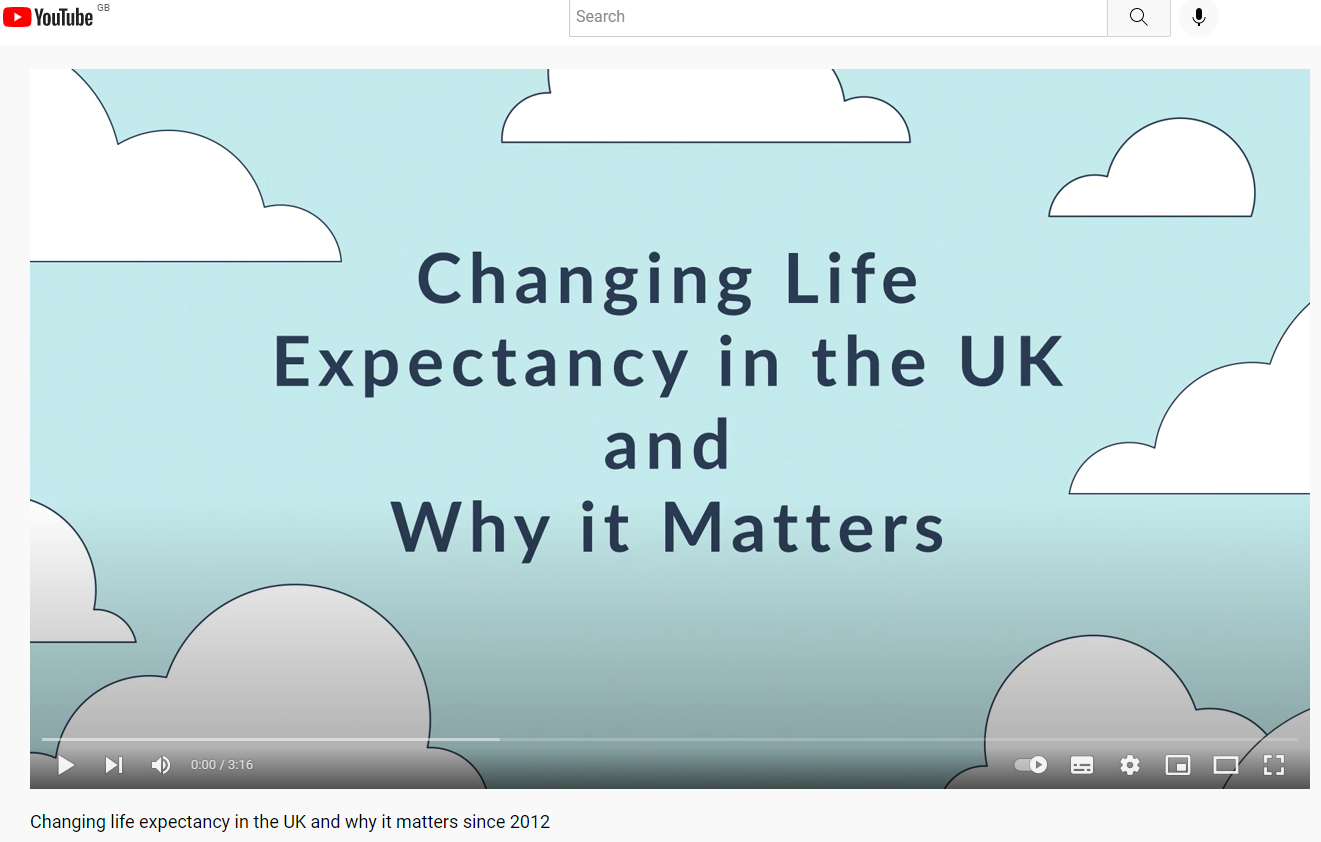 YouTube GB
Search
Changing Life
Expectancy in the UK
and
Why it Matters
0:00 / 3:16
Changing life expectancy in the UK and why it matters since 2012